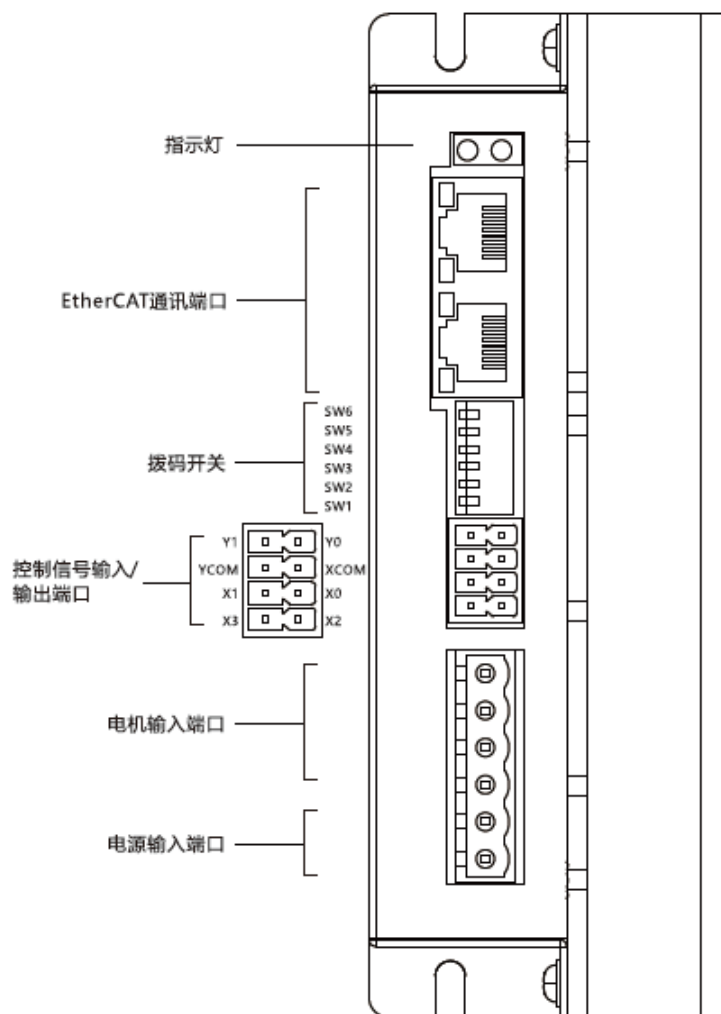 指示灯
EtherCAT通讯端口
SW6
SW5
SW4
拨码开关
SW3
SW2
SW1
Y1 Y0
YCOM XCOM
控制信号输入/
输出端口
X1 X0
X3 X2
电机输入端口
电源输入端口